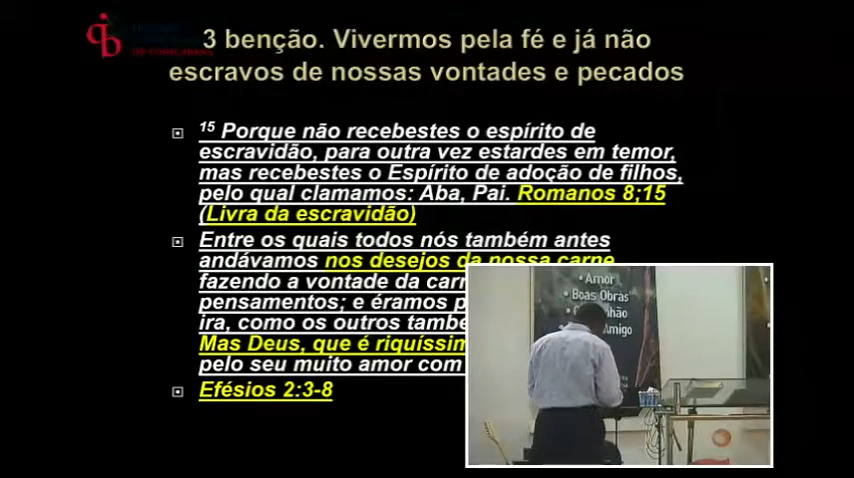 3 benção. Vivermos pela fé e já não
escravos de nossas vontades e pecados
15 Porque não recebestes o espírito de
escravidão, para outra vez estardes em temor,
mas recebestes o Espírito de adoção de filhos,
pelo qual clamamos: Aba, Pai. Romanos 8;15
(Livra da escravidão)
Entre os quais todos nós também antes
andávamos nos desejos da nossa carne
fazendo a vontade da
pensamentos; e éramos
ira, como os outros
Mas Deus, que é
pelo seu muito amor com
Efésios 2:3-8
• Amor
• Boas Obras
Amigo